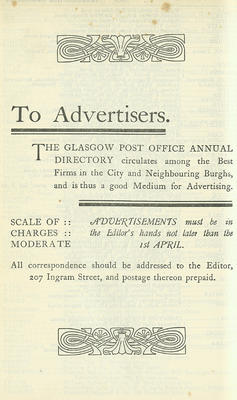 To Advertisers.
THE GLASGOW POST OFFICE ANNUAL
DIRECTORY circulates among the Best
Firms in the City and Neighbouring Burghs,
and is thus a good Medium for Advertising.
SCALE OF :: ADVERTISEMENTS must be in
CHARGES :: the Editor's hands not later than the
MODERATE 1st APRIL.
All correspondence should be addressed to the Editor,
207 Ingram Street, and postage thereon prepaid.